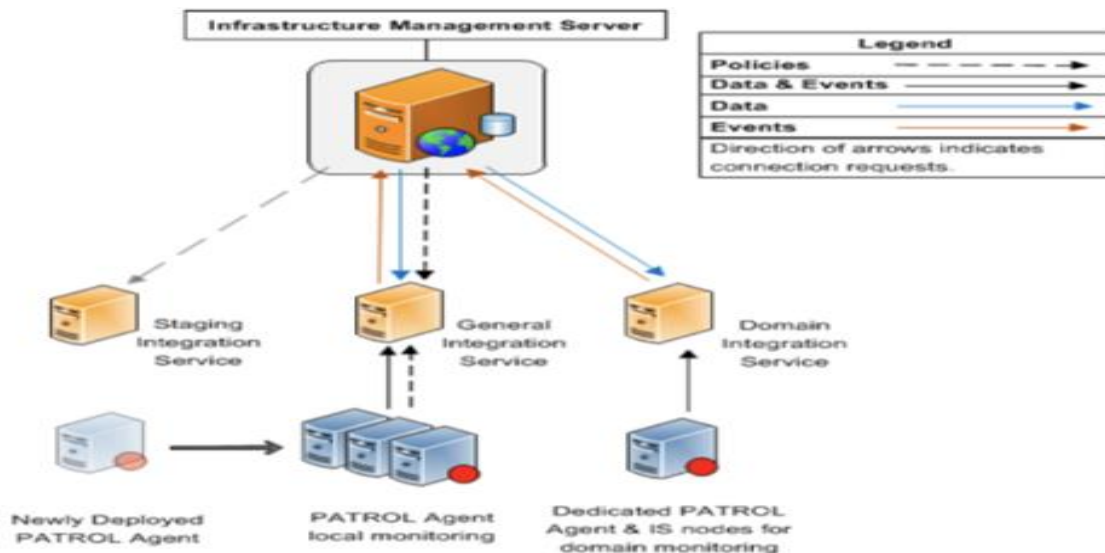 Infrastructure Management Server
Legend
Policies
Data & Events
Data
Events
Direction of arrows indicates
connection requests.
Staging
Integration
Service
General
Integration
Service
Domain
Integration
Service
Newly Deployed
PATROL Agent
PATROL Agent
local monitoring
Dedicated PATROL
Agent & IS nodes for
domain monitoring